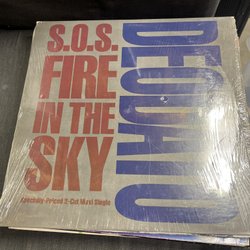 S.O.S.
FIRE
IN THE
SKY
DEODATO
Specially-Priced 2-Cut Maxi Single